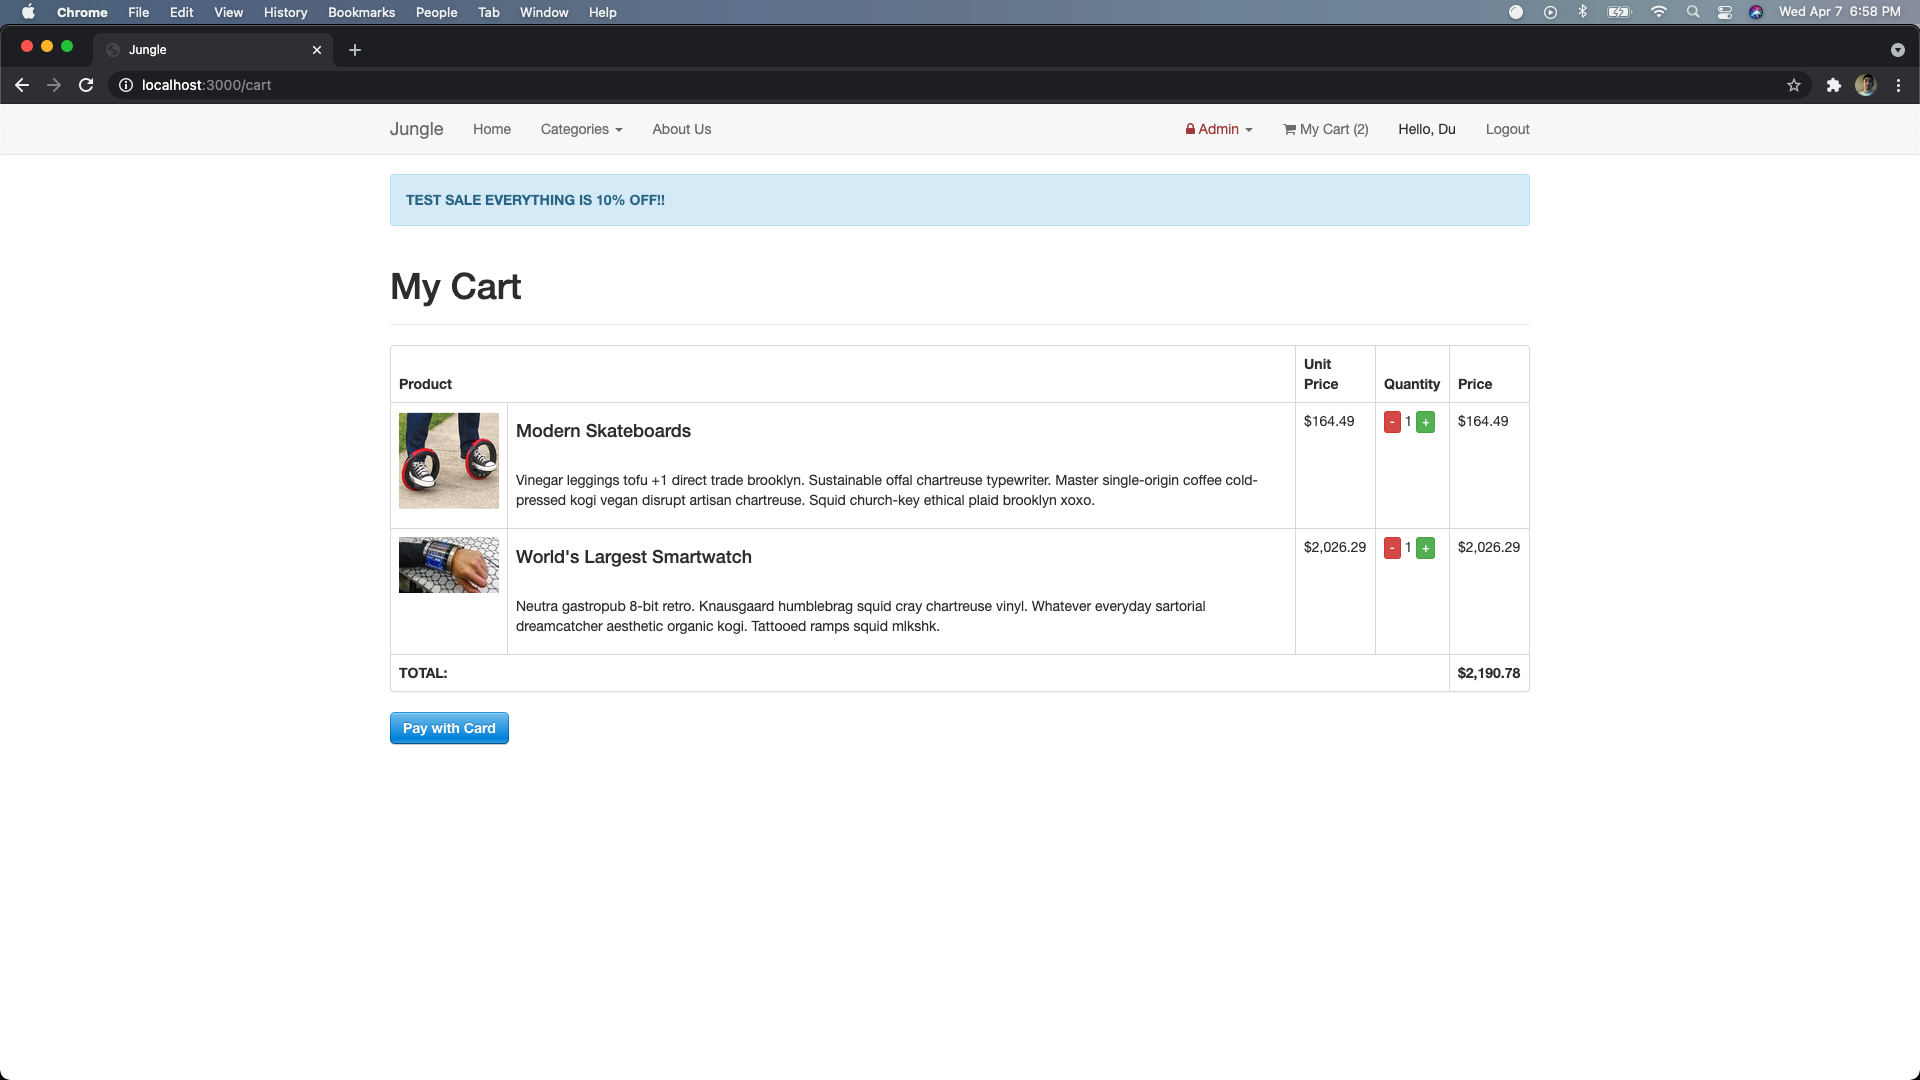 Chrome File Edit View History Bookmarks People Tab Window Help Wed Apr 7 6:58 PM
Jungle
localhost:3000/cart
Jungle Home Categories About Us Admin My Cart (2) Hello, Du Logout
TEST SALE EVERYTHING IS 10% OFF!!
My Cart
Product Unit Price Quantity Price
Modern Skateboards $164.49 - 1 + $164.49
Vinegar leggings tofu +1 direct trade brooklyn. Sustainable offal chartreuse typewriter. Master single-origin coffee cold-
pressed kogi vegan disrupt artisan chartreuse. Squid church-key ethical plaid brooklyn xoxo.
World's Largest Smartwatch $2,026.29 - 1 + $2,026.29
Neutra gastropub 8-bit retro. Knausgaard humblebrag squid cray chartreuse vinyl. Whatever everyday sartorial
dreamcatcher aesthetic organic kogi. Tattooed ramps squid mlkshk.
TOTAL: $2,190.78
Pay with Card